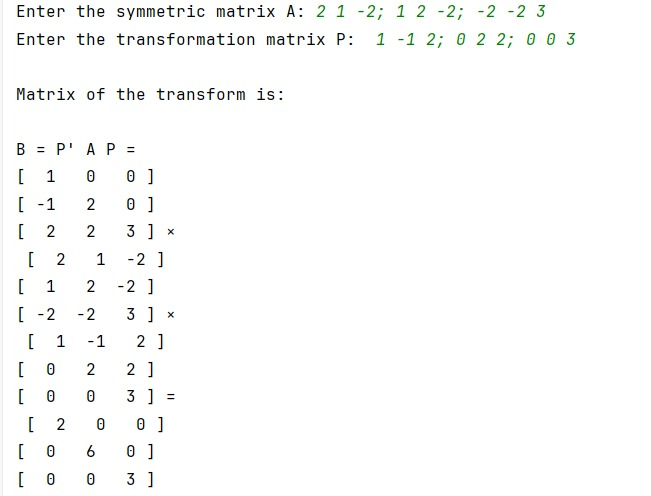 Enter the symmetric matrix A: 2 1 -2; 1 2 -2; -2 -2 3
Enter the transformation matrix P:  1 -1 2; 0 2 2; 0 0 3
Matrix of the transform is:
B = P' A P =
[  1   0   0 ]
[ -1   2   0 ]
[  2   2   3 ] ×
 [  2   1  -2 ]
[  1   2  -2 ]
[ -2  -2   3 ] ×
 [  1  -1   2 ]
[  0   2   2 ]
[  0   0   3 ] =
 [  2   0   0 ]
[  0   6   0 ]
[  0   0   3 ]